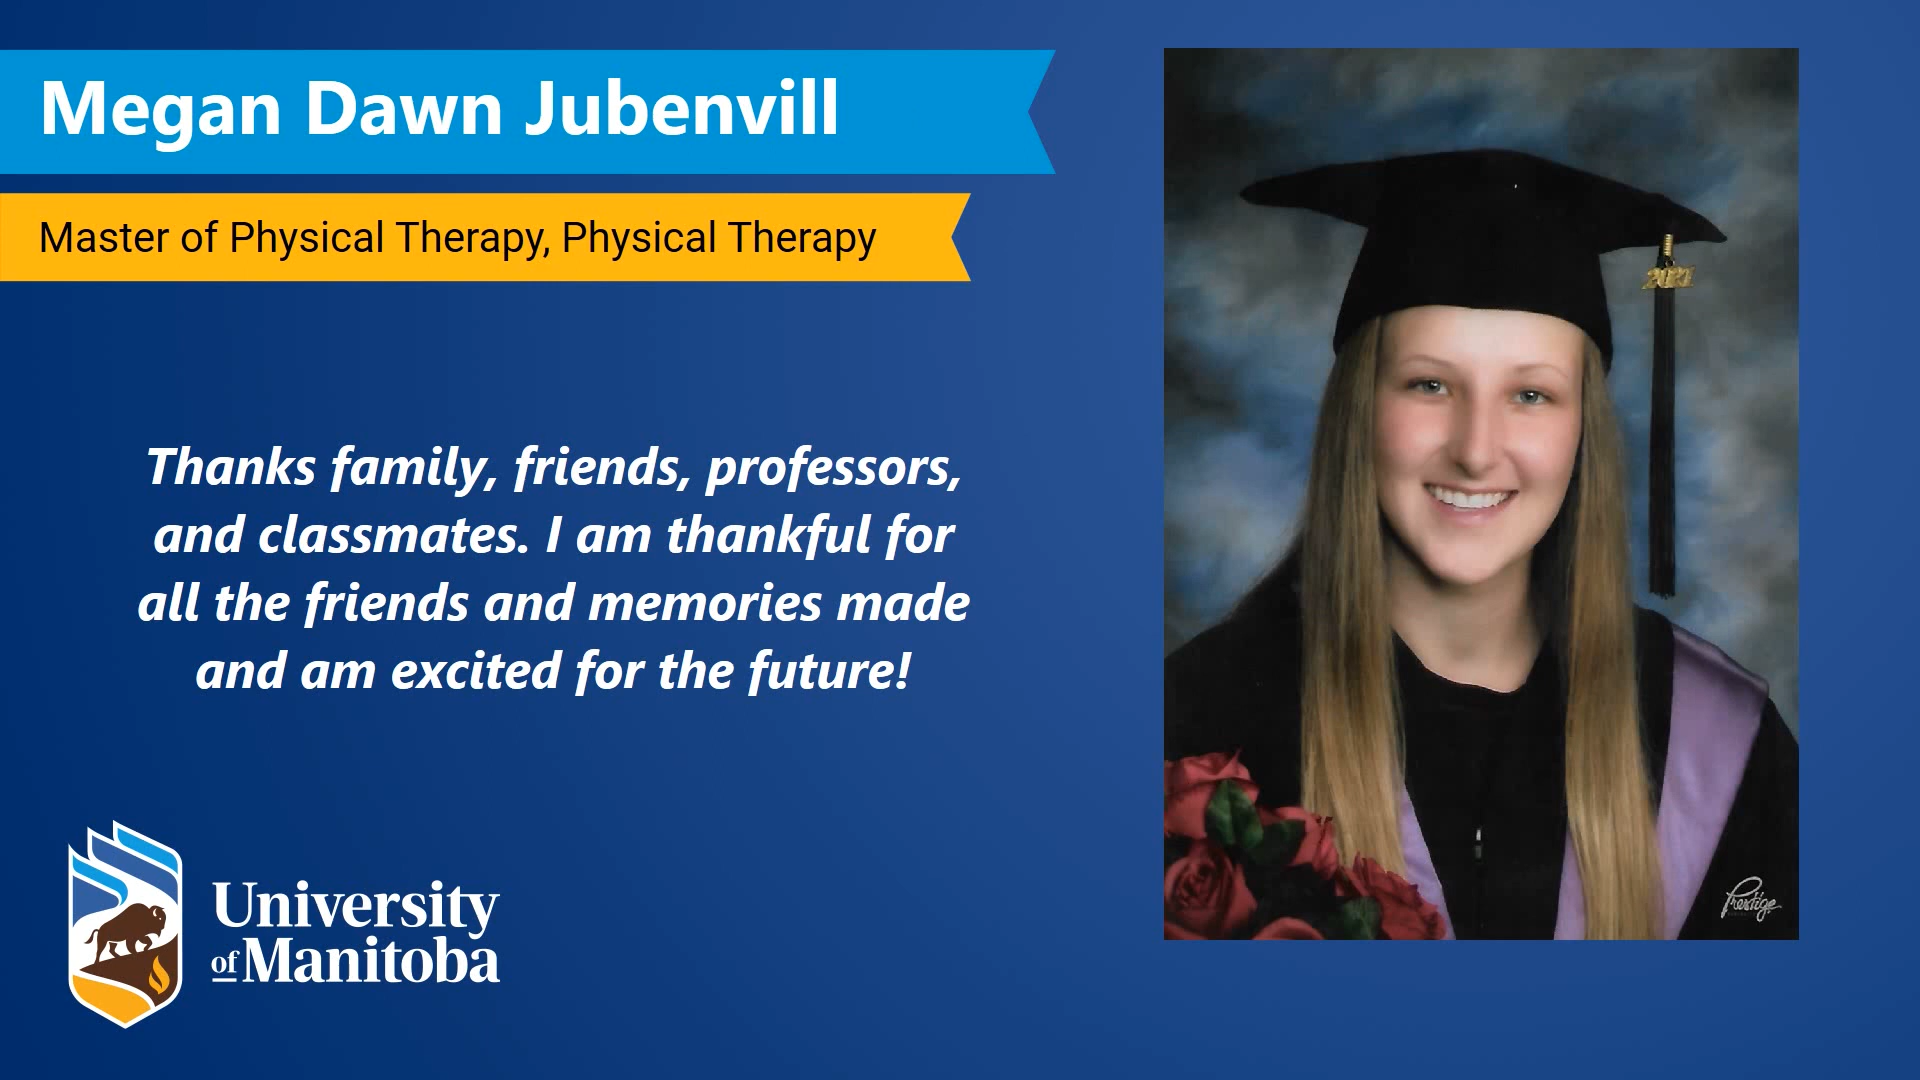 Megan Dawn Jubenvill
Master of Physical Therapy, Physical Therapy
Thanks family, friends, professors,
and classmates. I am thankful for
all the friends and memories made
and am excited for the future!
University
of Manitoba
2021
Prestige